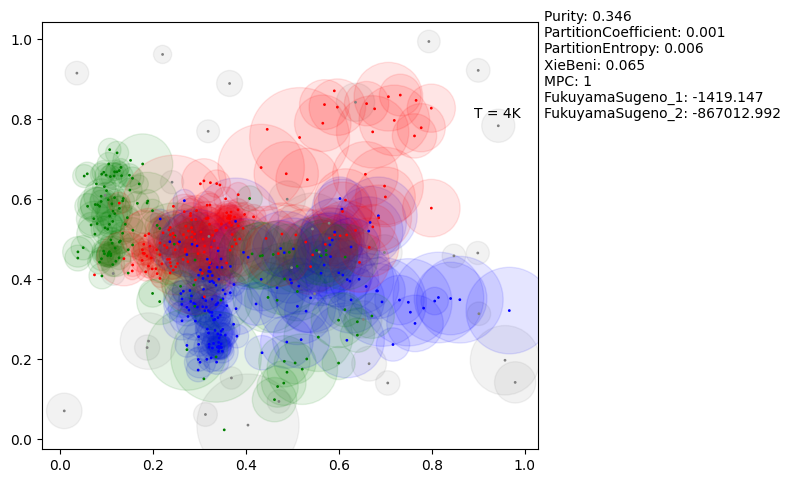 Purity: 0.346
PartitionCoefficient: 0.001
PartitionEntropy: 0.006
XieBeni: 0.065
MPC: 1
FukuyamaSugeno_1: -1419.147
FukuyamaSugeno_2: -867012.992
T = 4K
1.0
0.8
0.6
0.4
0.2
0.0
0.0 0.2 0.4 0.6 0.8 1.0